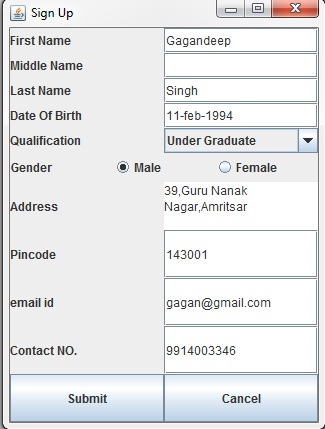 Sign Up
First Name Gagandeep
Middle Name
Last Name Singh
Date Of Birth 11-feb-1994
Qualification Under Graduate
Gender Male Female
Address 39,Guru Nanak
Nagar,Amritsar
Pincode 143001
email id gagan@gmail.com
Contact NO. 9914003346
Submit Cancel